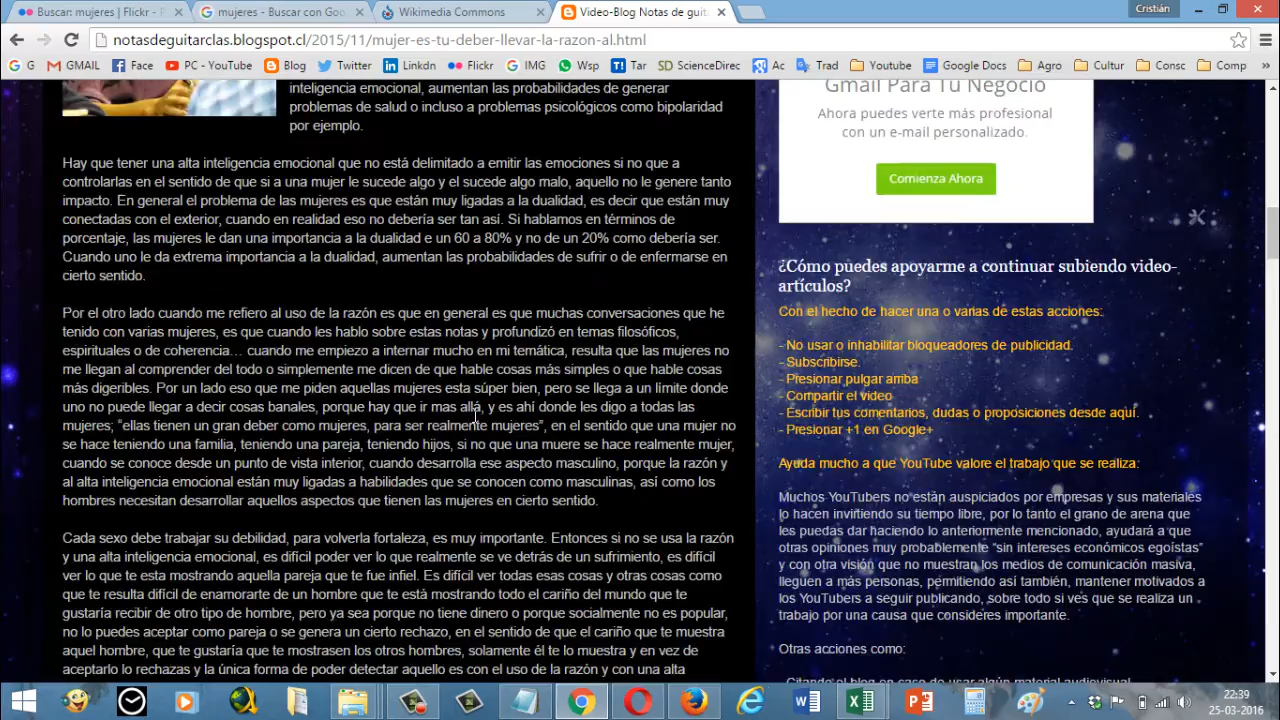 Buscar: mujeres | Flickr - P
mujeres - Buscar con Goo
Wikimedia Commons
Video-Blog Notas de guit
Cristián
notasdeguitarclas.blogspot.cl/2015/11/mujer-es-tu-deber-llevar-la-razon-al.html
G
GMAIL
Face
PC - YouTube
Blog
Twitter
Linkdn
Flickr
IMG
Wsp
Tar
SD ScienceDirec
Ac
Trad
Youtube
Google Docs
Agro
Cultur
Consc
Comp
inteligencia emocional, aumentan las probabilidades de generar
problemas de salud o incluso a problemas psicológicos como bipolaridad
por ejemplo.
Hay que tener una alta inteligencia emocional que no está delimitado a emitir las emociones si no que a
controlarlas en el sentido de que si a una mujer le sucede algo y el sucede algo malo, aquello no le genere tanto
impacto. En general el problema de las mujeres es que están muy ligadas a la dualidad, es decir que están muy
conectadas con el exterior, cuando en realidad eso no debería ser tan así. Si hablamos en términos de
porcentaje, las mujeres le dan una importancia a la dualidad e un 60 a 80% y no de un 20% como debería ser.
Cuando uno le da extrema importancia a la dualidad, aumentan las probabilidades de sufrir o de enfermarse en
cierto sentido.
Por el otro lado cuando me refiero al uso de la razón es que en general es que muchas conversaciones que he
tenido con varias mujeres, es que cuando les hablo sobre estas notas y profundizó en temas filosóficos,
espirituales o de coherencia… cuando me empiezo a internar mucho en mi temática, resulta que las mujeres no
me llegan al comprender del todo o simplemente me dicen de que hable cosas más simples o que hable cosas
más digeribles. Por un lado eso que me piden aquellas mujeres esta súper bien, pero se llega a un límite donde
uno no puede llegar a decir cosas banales, porque hay que ir mas allá, y es ahí donde les digo a todas las
mujeres; “ellas tienen un gran deber como mujeres, para ser realmente mujeres”, en el sentido que una mujer no
se hace teniendo una familia, teniendo una pareja, teniendo hijos, si no que una muere se hace realmente mujer,
cuando se conoce desde un punto de vista interior, cuando desarrolla ese aspecto masculino, porque la razón y
al alta inteligencia emocional están muy ligadas a habilidades que se conocen como masculinas, así como los
hombres necesitan desarrollar aquellos aspectos que tienen las mujeres en cierto sentido.
Cada sexo debe trabajar su debilidad, para volverla fortaleza, es muy importante. Entonces si no se usa la razón
y una alta inteligencia emocional, es difícil poder ver lo que realmente se ve detrás de un sufrimiento, es difícil
ver lo que te esta mostrando aquella pareja que te fue infiel. Es difícil ver todas esas cosas y otras cosas como
que te resulta difícil de enamorarte de un hombre que te está mostrando todo el cariño del mundo que te
gustaría recibir de otro tipo de hombre, pero ya sea porque no tiene dinero o porque socialmente no es popular,
no lo puedes aceptar como pareja o se genera un cierto rechazo, en el sentido de que el cariño que te muestra
aquel hombre, que te gustaría que te mostrasen los otros hombres, solamente él te lo muestra y en vez de
aceptarlo lo rechazas y la única forma de poder detectar aquello es con el uso de la razón y con una alta
Gmail Para Tu Negocio
Ahora puedes verte más profesional
con un e-mail personalizado.
Comienza Ahora
¿Cómo puedes apoyarme a continuar subiendo video-
artículos?
Con el hecho de hacer una o varias de estas acciones:
- No usar o inhabilitar bloqueadores de publicidad.
- Subscribirse.
- Presionar pulgar arriba
- Compartir el video
- Escribir tus comentarios, dudas o proposiciones desde aquí.
- Presionar +1 en Google+
Ayuda mucho a que YouTube valore el trabajo que se realiza:
Muchos YouTubers no están auspiciados por empresas y sus materiales
lo hacen invirtiendo su tiempo libre, por lo tanto el grano de arena que
les puedas dar haciendo lo anteriormente mencionado, ayudará a que
otras opiniones muy probablemente “sin intereses económicos egoístas”
y con otra visión que no muestran los medios de comunicación masiva,
lleguen a más personas, permitiendo así también, mantener motivados a
los YouTubers a seguir publicando, sobre todo si ves que se realiza un
trabajo por una causa que consideres importante.
Otras acciones como:
- Citando el blog en caso de usar algún material audiovisual
22:39
25-03-2016